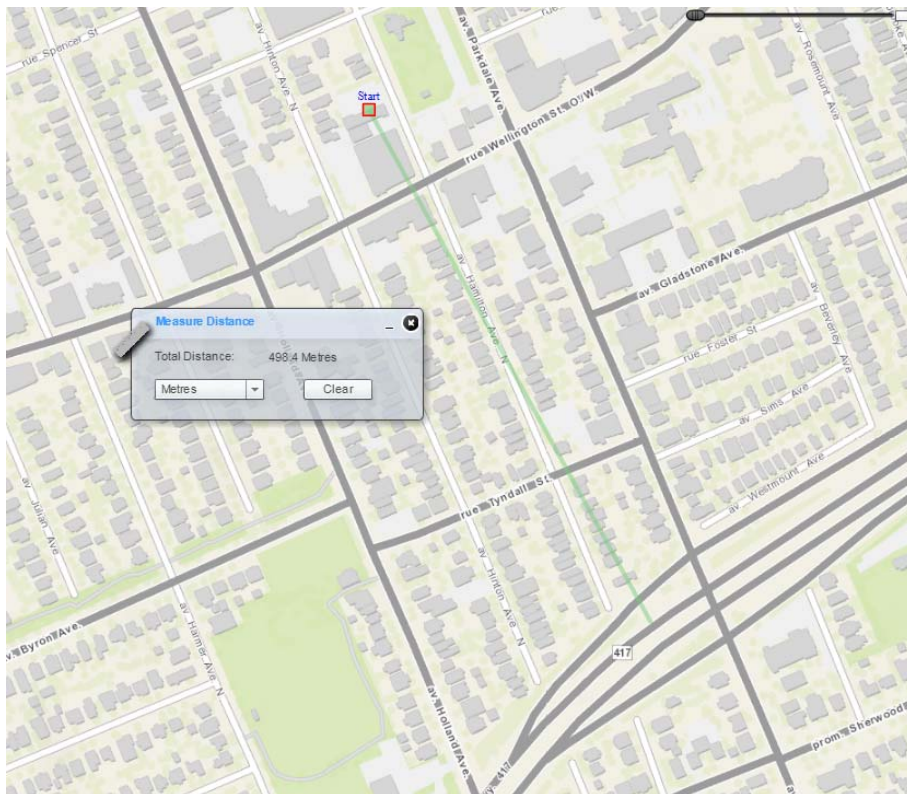 rue Spencer St
av Hinton Ave N
av. Parkdale Ave.
av Rosemount Ave
Start
rue Wellington St. O/W.
av Hamilton Ave N
av. Gladstone Ave.
av Beverley Ave
rue Foster St
av Sims Ave
av Westmount Ave
Measure Distance
Total Distance: 498.4 Metres
Metres
Clear
rue Tyndall St.
av Julian Ave
av Hinton Ave N
v. Byron Ave.
av Harmer Ave N
av. Holland Ave.
417
y. 417
prom. Sherwood